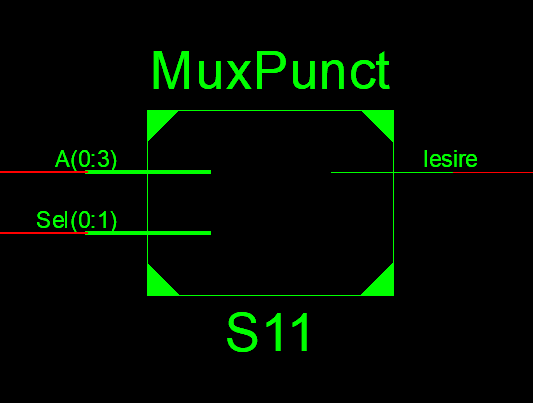 MuxPunct
A(0:3)
Iesire
Sel(0:1)
S11